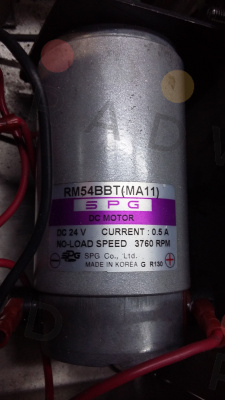 RM54BBT(MA11)
SPG
DC MOTOR
DC 24 V CURRENT : 0.5 A
NO-LOAD SPEED 3760 RPM
SPG SPG Co., Ltd.
MADE IN KOREA G R130